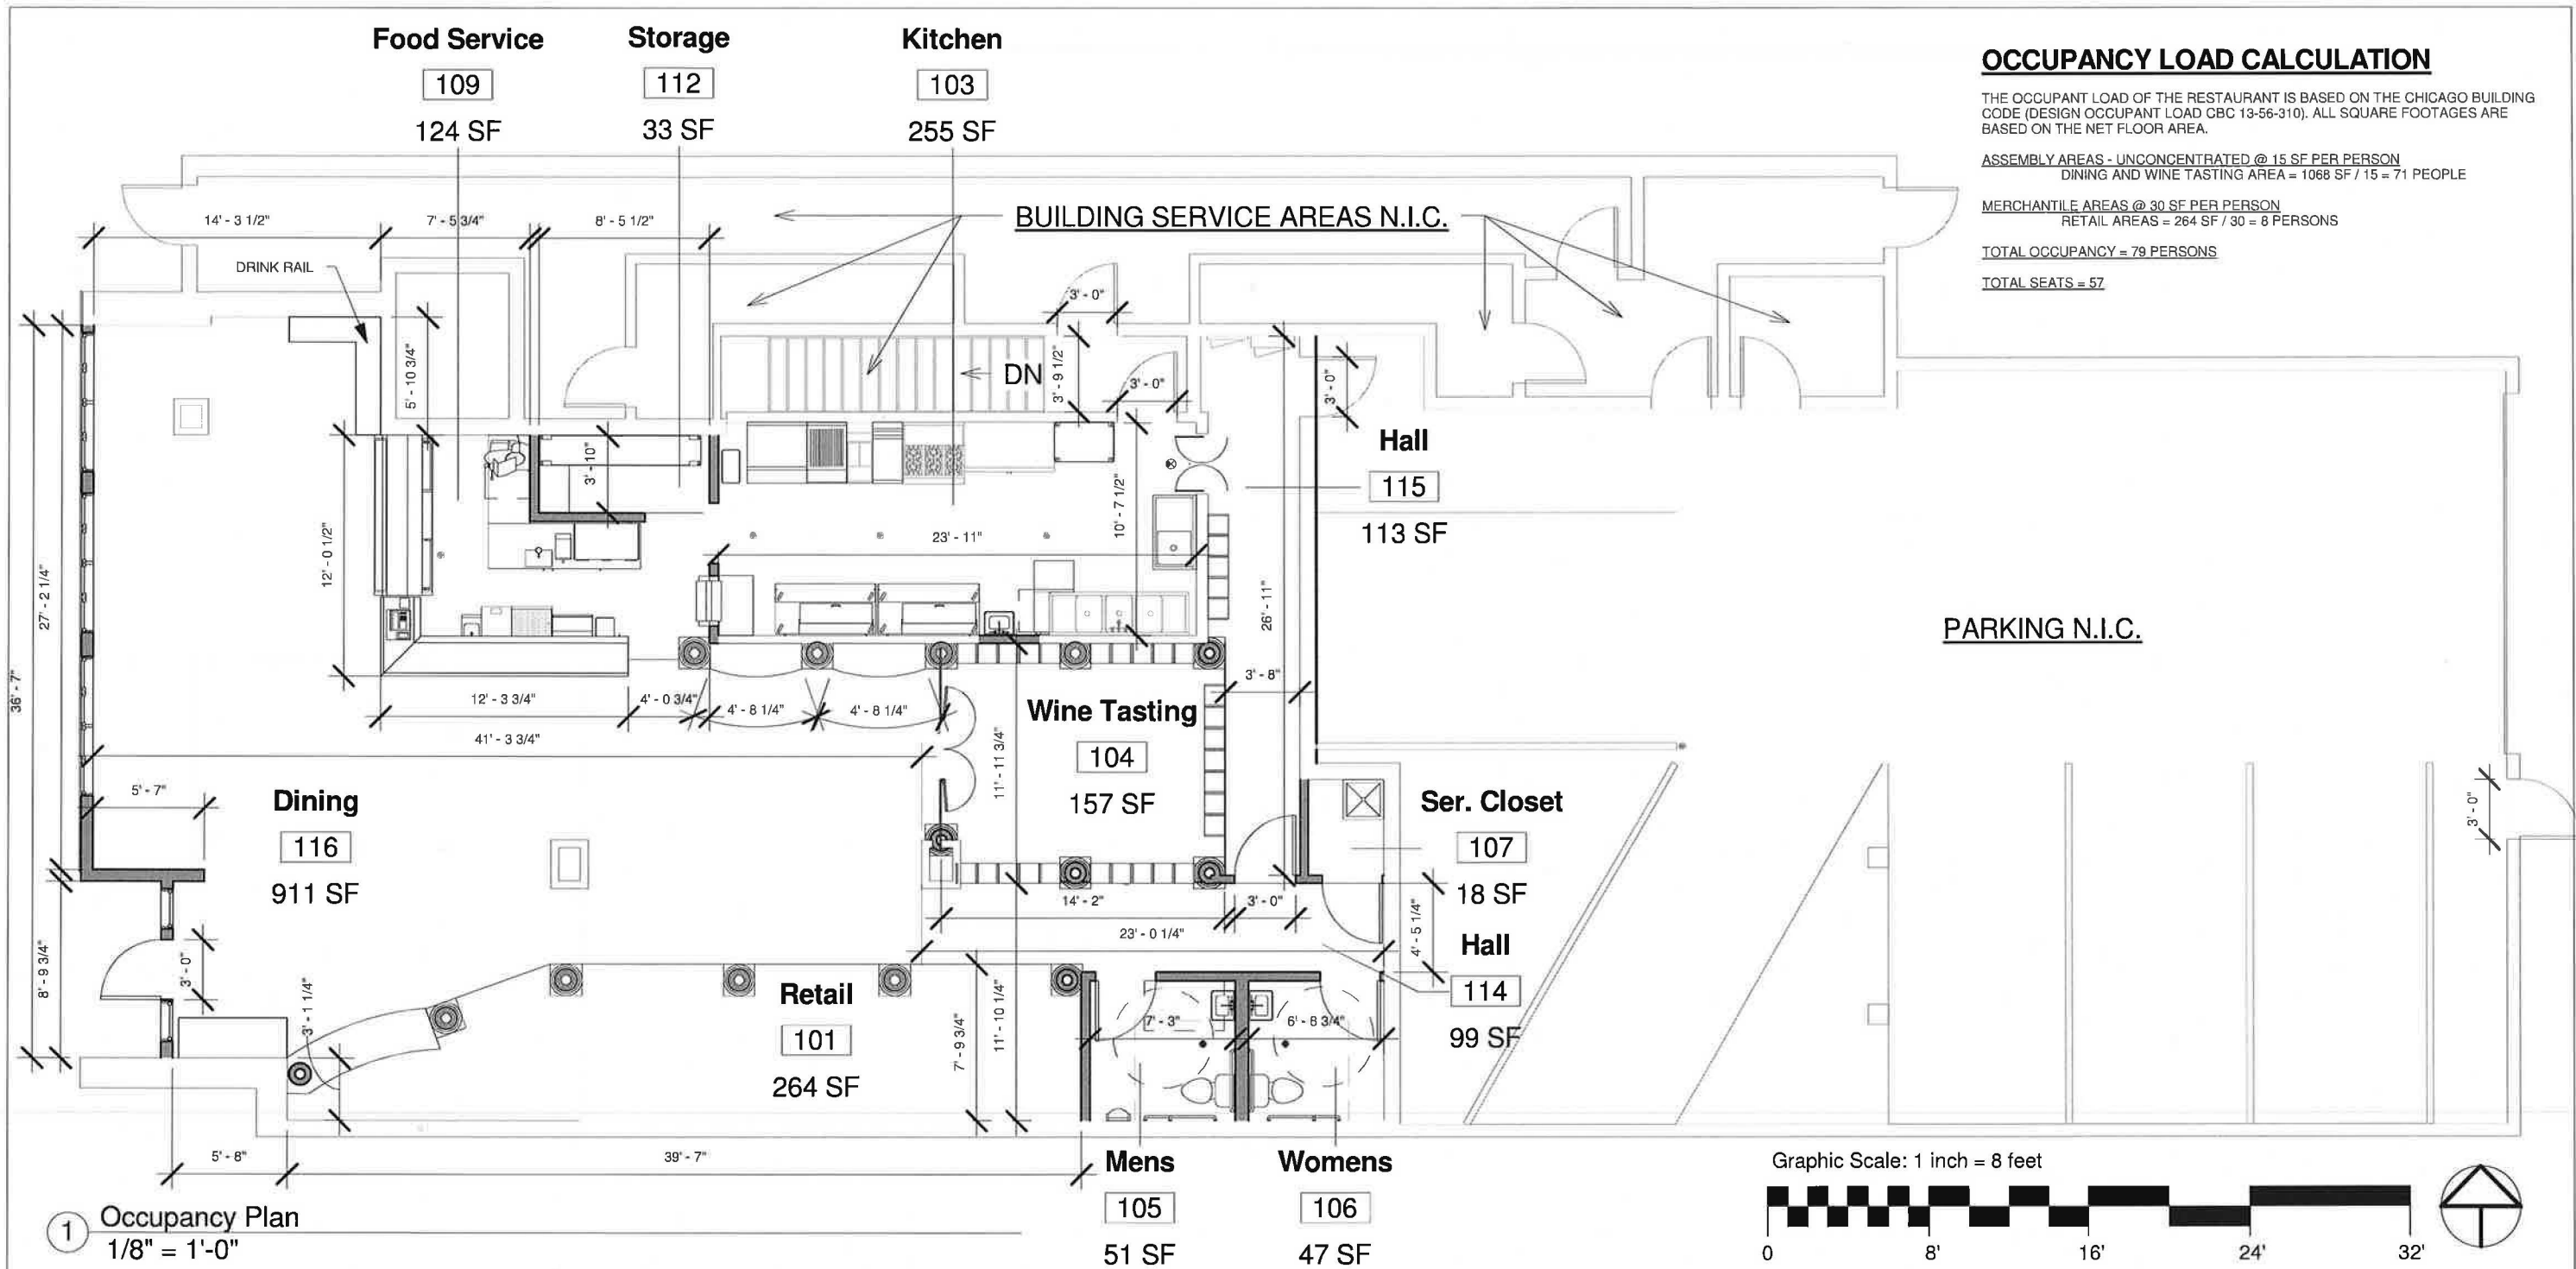 Food Service
109
124 SF
Storage
112
33 SF
Kitchen
103
255 SF
OCCUPANCY LOAD CALCULATION
THE OCCUPANT LOAD OF THE RESTAURANT IS BASED ON THE CHICAGO BUILDING
CODE (DESIGN OCCUPANT LOAD CBC 13-56-310). ALL SQUARE FOOTAGES ARE
BASED ON THE NET FLOOR AREA.
ASSEMBLY AREAS - UNCONCENTRATED @ 15 SF PER PERSON
DINING AND WINE TASTING AREA = 1068 SF / 15 = 71 PEOPLE
MERCHANTILE AREAS @ 30 SF PER PERSON
RETAIL AREAS = 264 SF / 30 = 8 PERSONS
TOTAL OCCUPANCY = 79 PERSONS
TOTAL SEATS = 57
14' - 3 1/2"
7' - 5 3/4"
8' - 5 1/2"
BUILDING SERVICE AREAS N.I.C.
DRINK RAIL
3' - 0"
5' - 10 3/4"
DN
3' - 9 1/2"
3' - 0"
3' - 0"
Hall
115
113 SF
3' - 10"
10' - 7 1/2"
12' - 0 1/2"
23' - 11"
27' - 2 1/4"
36' - 7"
26' - 11"
PARKING N.I.C.
3' - 8"
12' - 3 3/4"
4' - 0 3/4"
4' - 8 1/4"
4' - 8 1/4"
41' - 3 3/4"
Wine Tasting
104
157 SF
11' - 11 3/4"
5' - 7"
Dining
116
911 SF
Ser. Closet
107
18 SF
3' - 0"
14' - 2"
3' - 0"
23' - 0 1/4"
4' - 5 1/4"
Hall
114
99 SF
8' - 9 3/4"
3' - 0"
3' - 1 1/4"
Retail
101
264 SF
7' - 9 3/4"
11' - 10 1/4"
7' - 3"
6' - 8 3/4"
5' - 8"
39' - 7"
Mens
105
51 SF
Womens
106
47 SF
Graphic Scale: 1 inch = 8 feet
0
8'
16'
24'
32'
1
Occupancy Plan
1/8" = 1'-0"